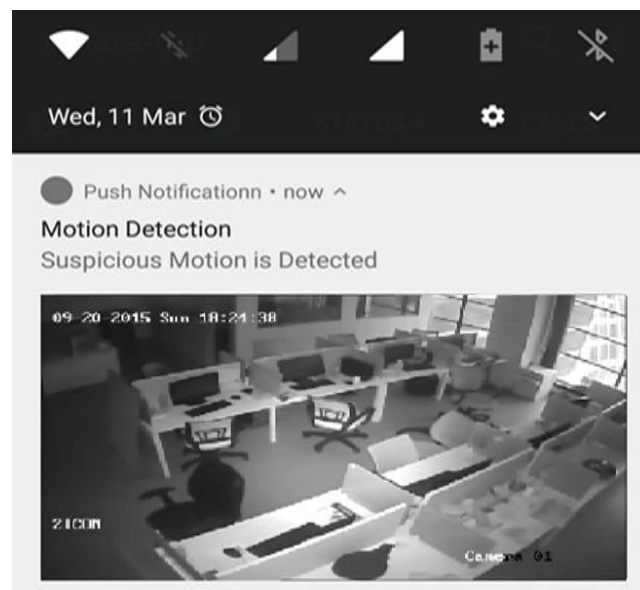 Wed, 11 Mar
Push Notificationn • now
Motion Detection
Suspicious Motion is Detected
09-20-2015 Sun 18:24:38
ZICOM
Camera 01